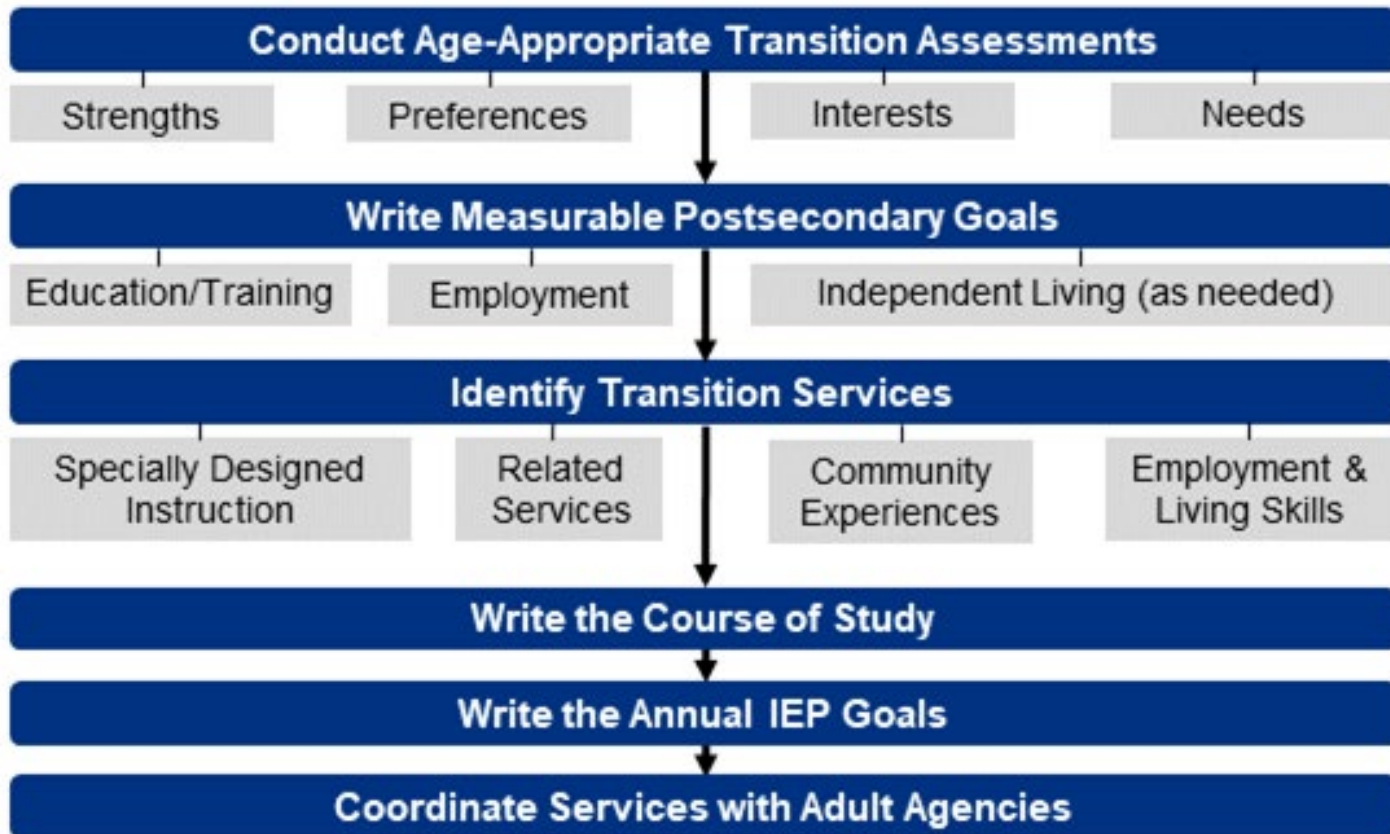 Conduct Age-Appropriate Transition Assessments
Strengths
Preferences
Interests
Needs
Write Measurable Postsecondary Goals
Education/Training
Employment
Independent Living (as needed)
Identify Transition Services
Specially Designed
Instruction
Related
Services
Community
Experiences
Employment &
Living Skills
Write the Course of Study
Write the Annual IEP Goals
Coordinate Services with Adult Agencies